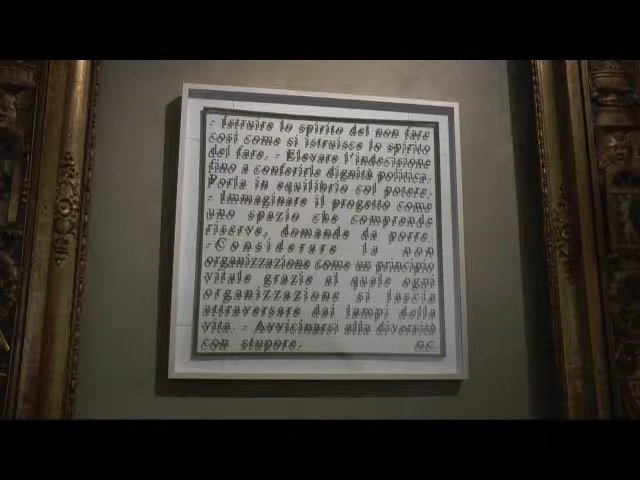 - Istruire lo spirito del non fare
così come si istruisce lo spirito
del fare. - Elevare l'indecisione
fino a conferirle dignità politica.
Porla in equilibrio col potere.
- Immaginare il progetto come
uno spazio che comprende
riserve, domande da porre.
- Considerare la non
organizzazione come un principio
vitale grazie al quale ogni
organizzazione si lascia
attraversare dai lampi della
vita. - Avvicinarsi alla diversità
con stupore. G.C.